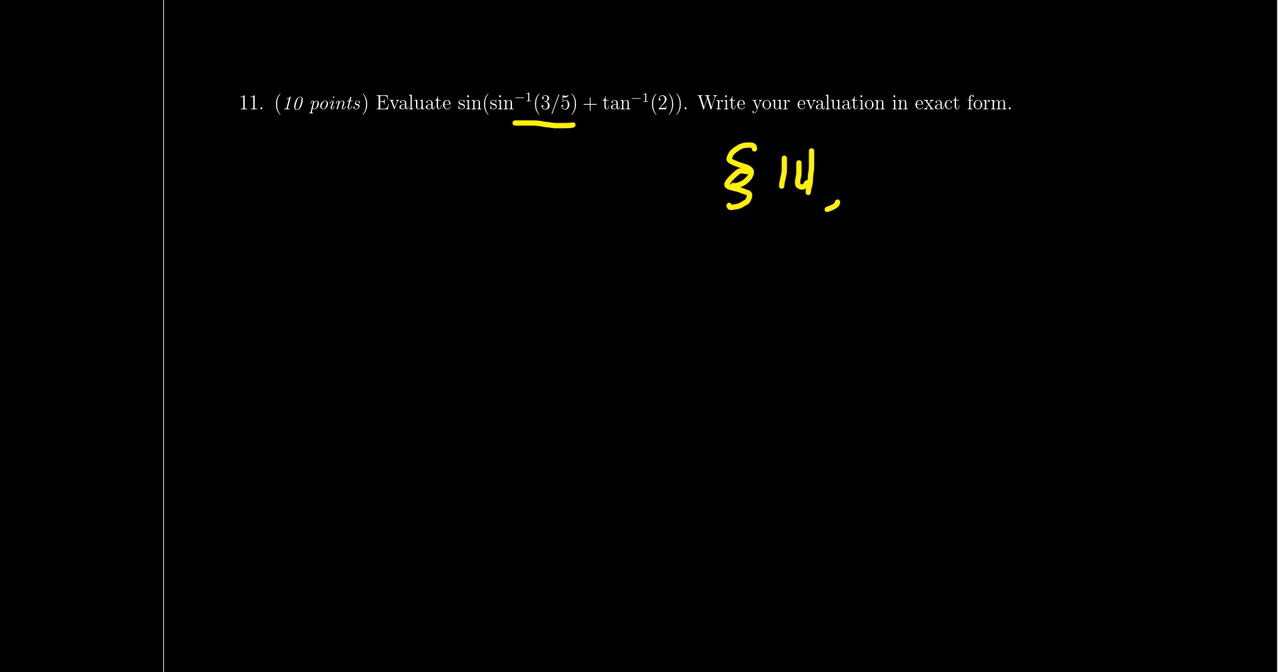 11. (10 points) Evaluate sin(sin⁻¹(3/5) + tan⁻¹(2)). Write your evaluation in exact form.
§ 14,